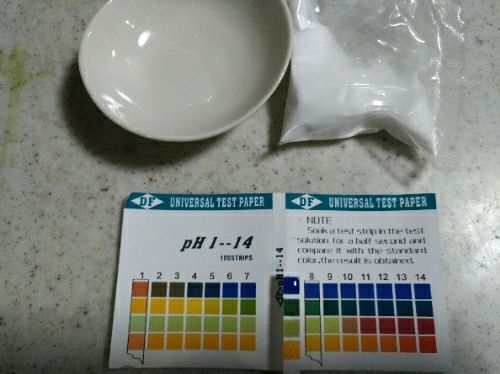 DF UNIVERSAL TEST PAPER
pH 1--14
100STRIPS
1 2 3 4 5 6 7
pH 1--14
DF UNIVERSAL TEST PAPER
NOTE
Soak a test strip in the test
solution for a half second and
compare it with the standard
color, the result is obtained.
8 9 10 11 12 13 14